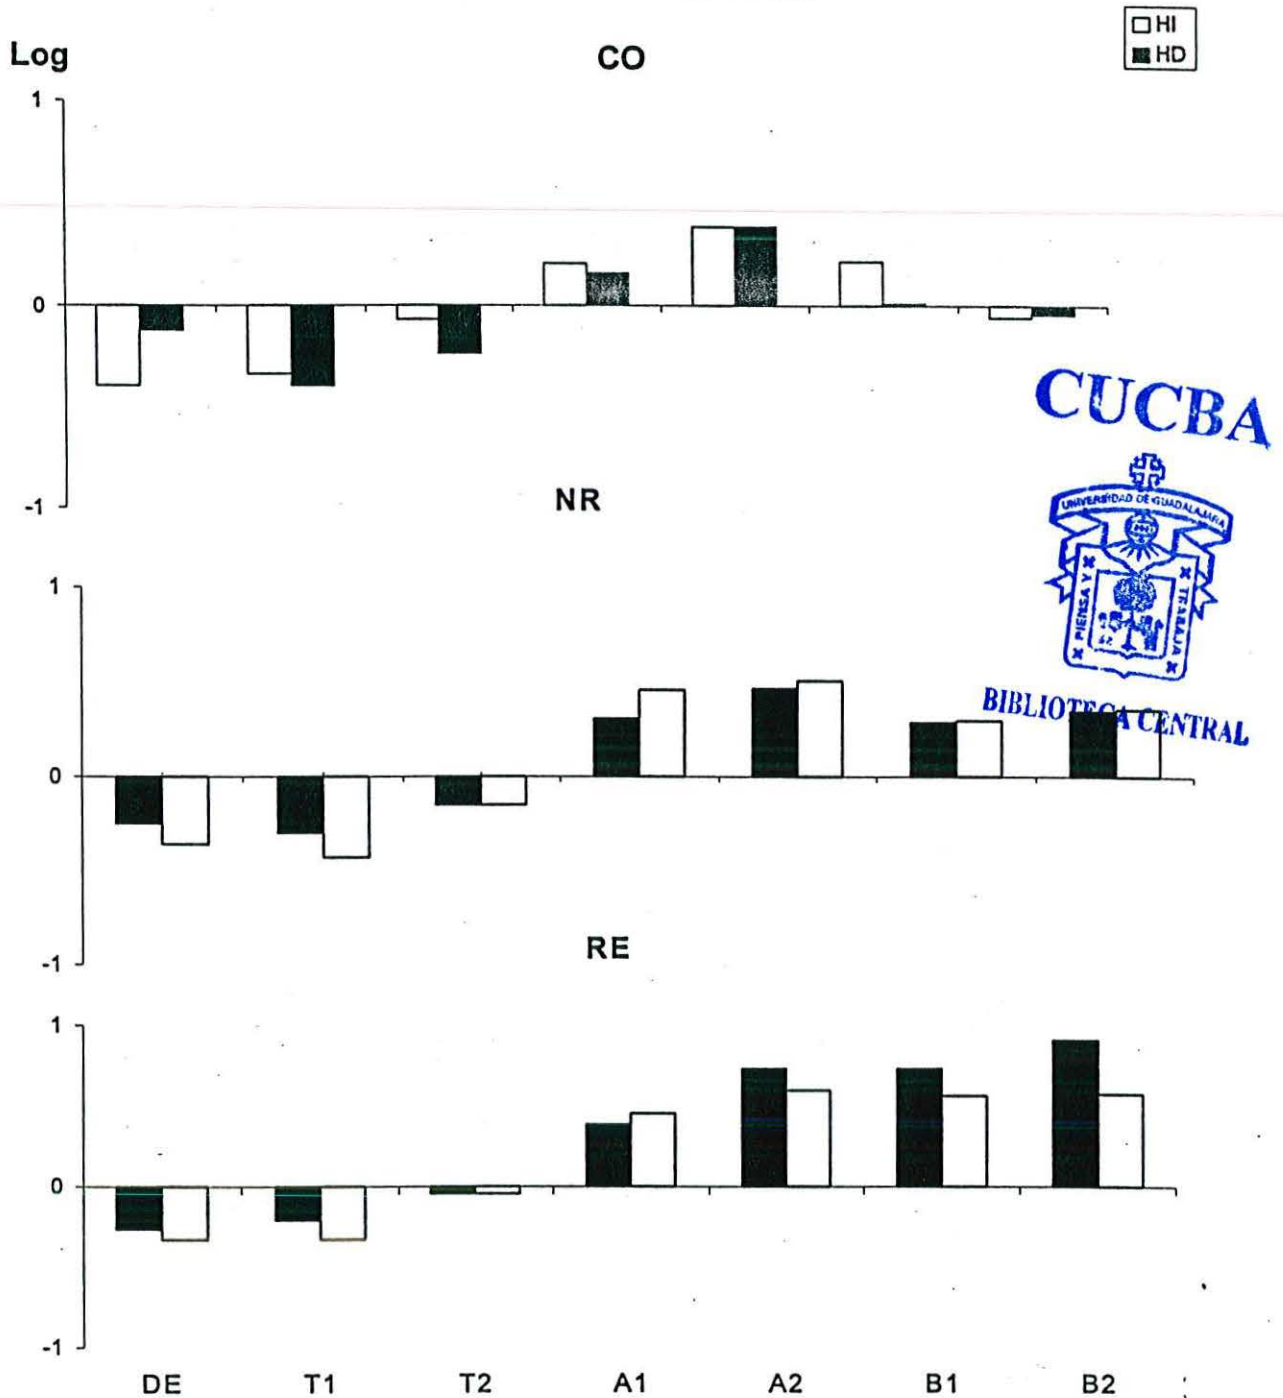 HI
HD
Log
CO
1
0
-1
CUCBA
UNIVERSIDAD DE GUADALAJARA
PIENSA Y
TRABAJA
BIBLIOTECA CENTRAL
NR
1
0
-1
RE
1
0
-1
DE T1 T2 A1 A2 B1 B2